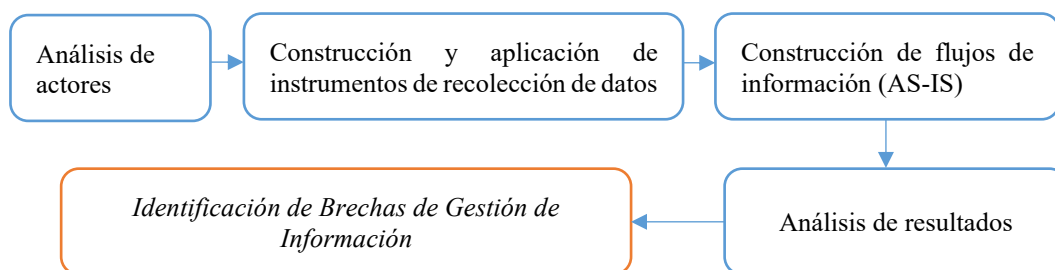 Análisis de
actores
Construcción y aplicación de
instrumentos de recolección de datos
Construcción de flujos de
información (AS-IS)
Análisis de resultados
Identificación de Brechas de Gestión de
Información